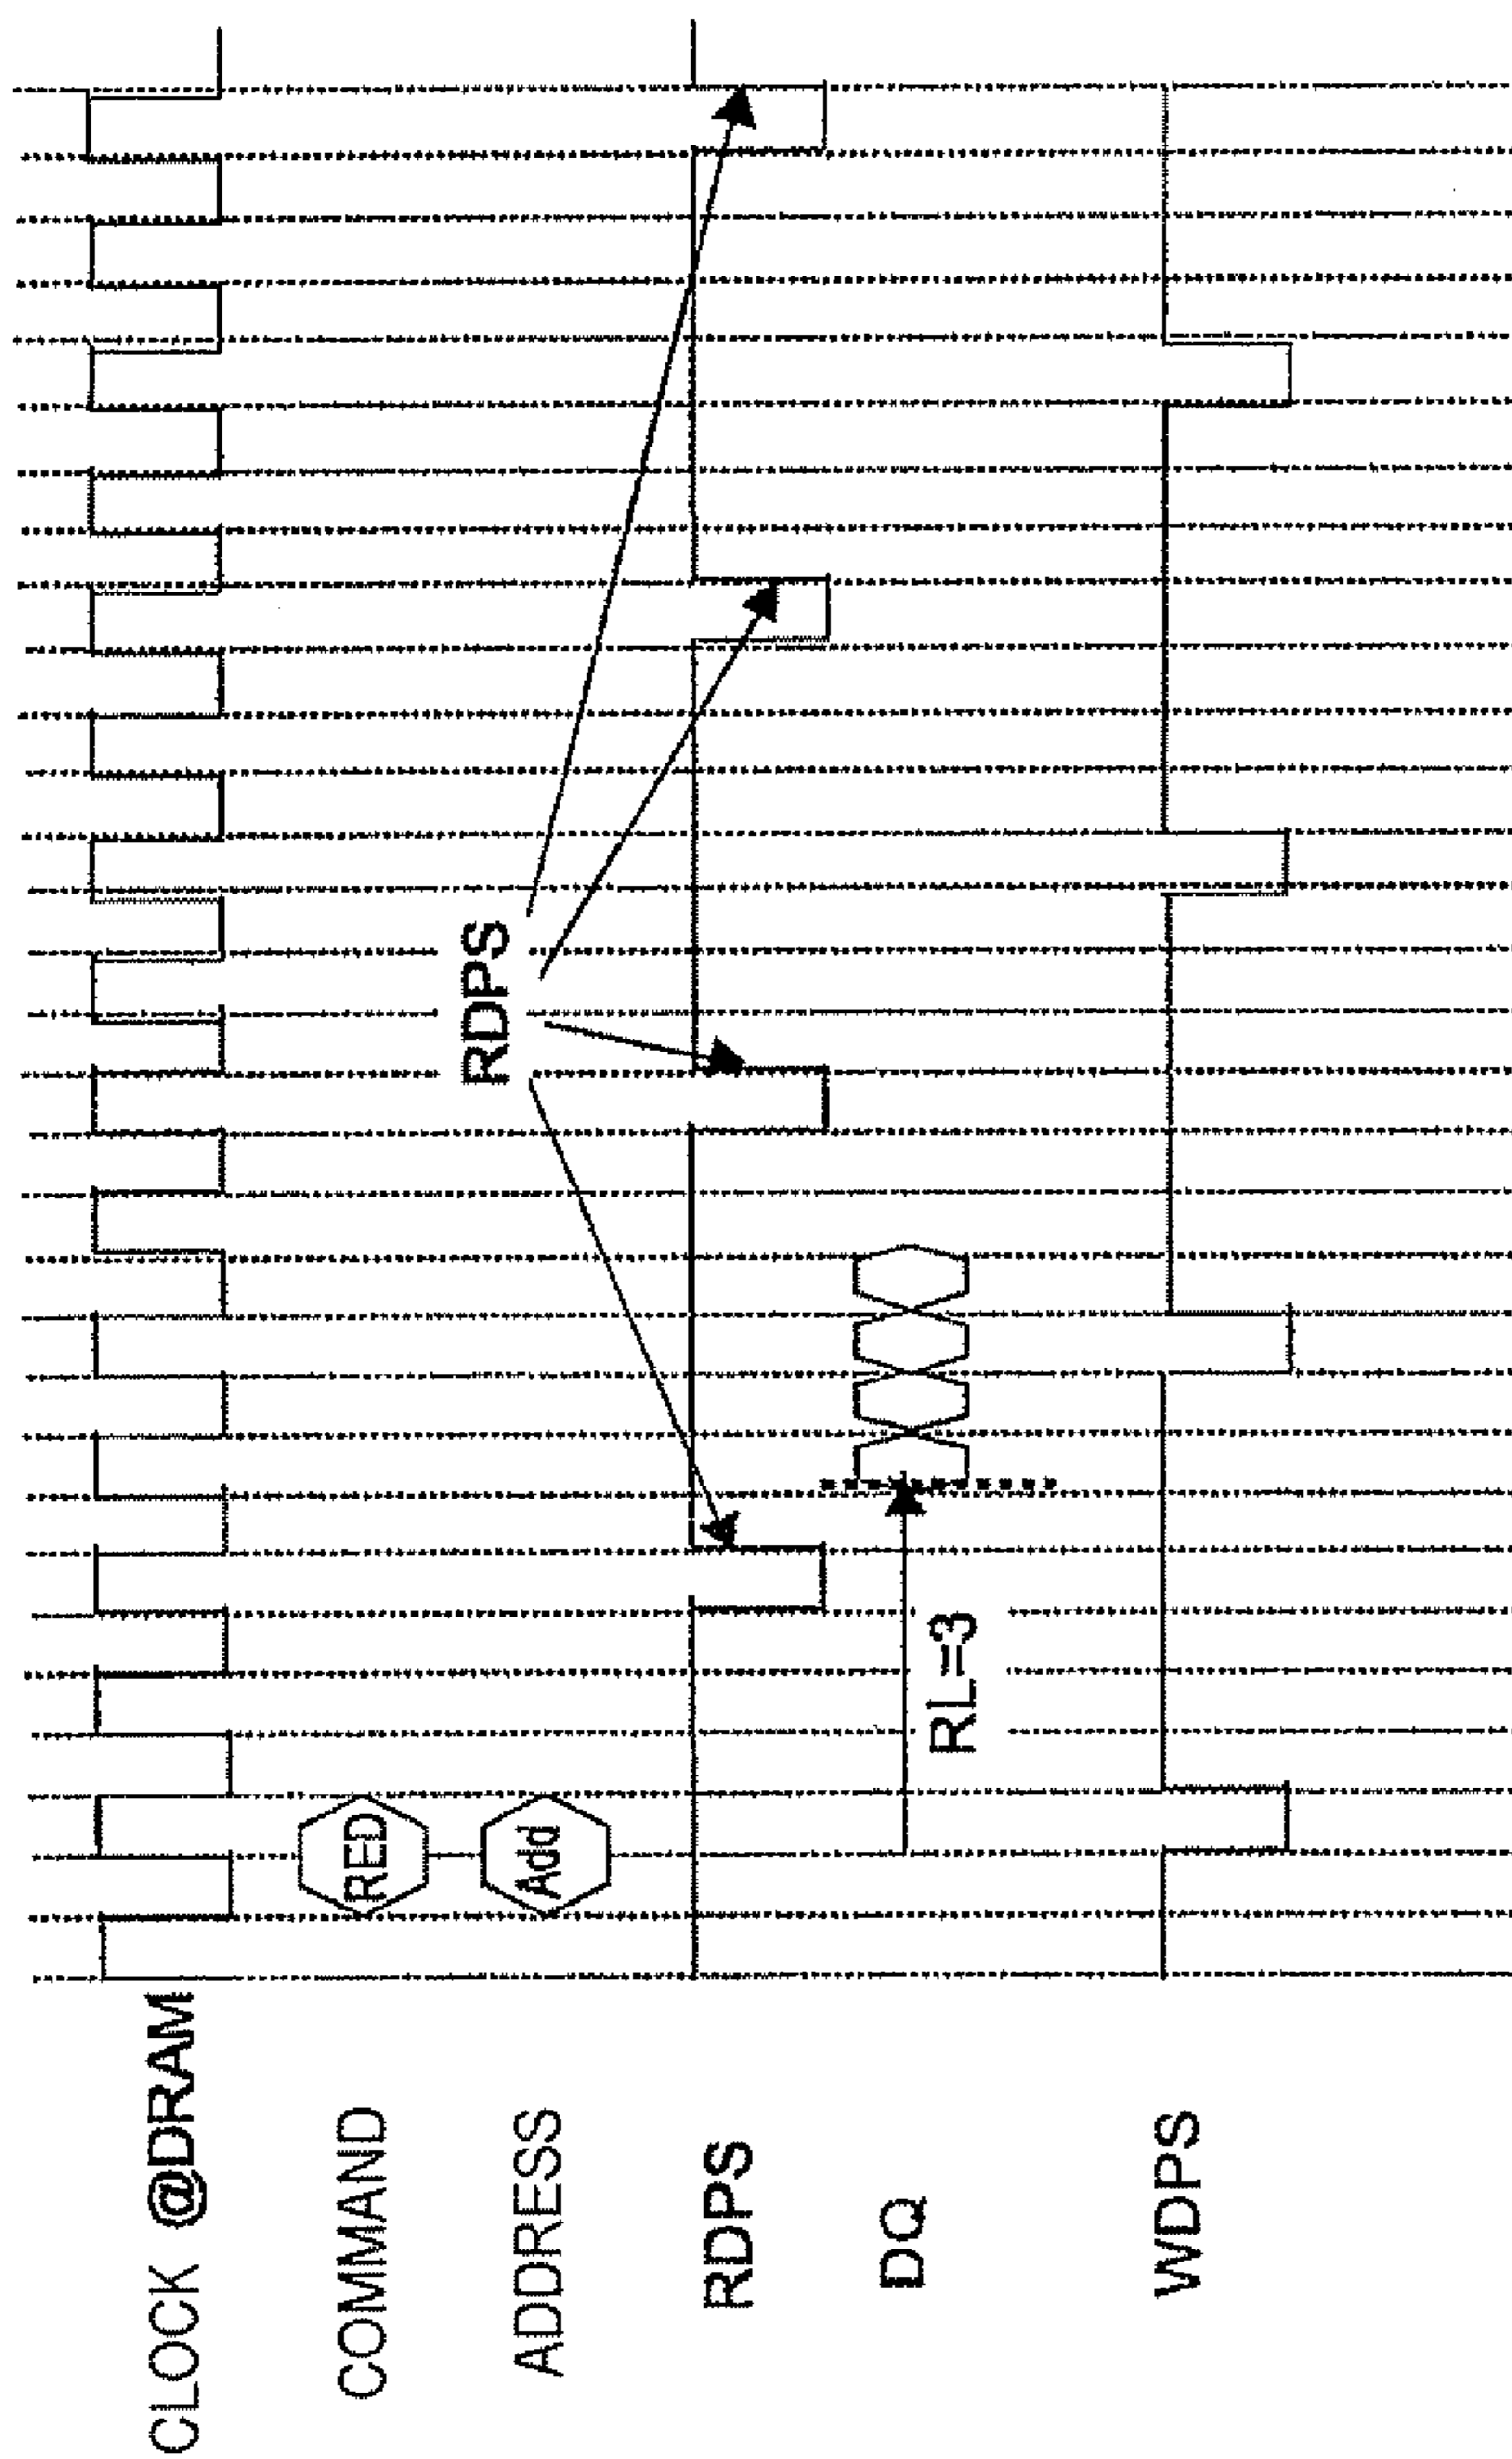 CLOCK @DRAM
COMMAND
RED
ADDRESS
Add
RDPS
RDPS
DQ
RL=3
WDPS